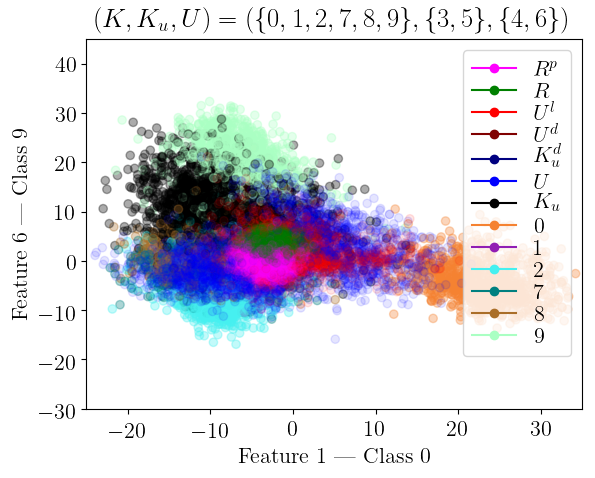 (K, K_u, U) = ({0, 1, 2, 7, 8, 9}, {3, 5}, {4, 6})
Feature 6 — Class 9
40
30
20
10
0
−10
−20
−30
−20
−10
0
10
20
30
Feature 1 — Class 0
R^p
R
U^l
U^d
K_u^d
U
K_u
0
1
2
7
8
9